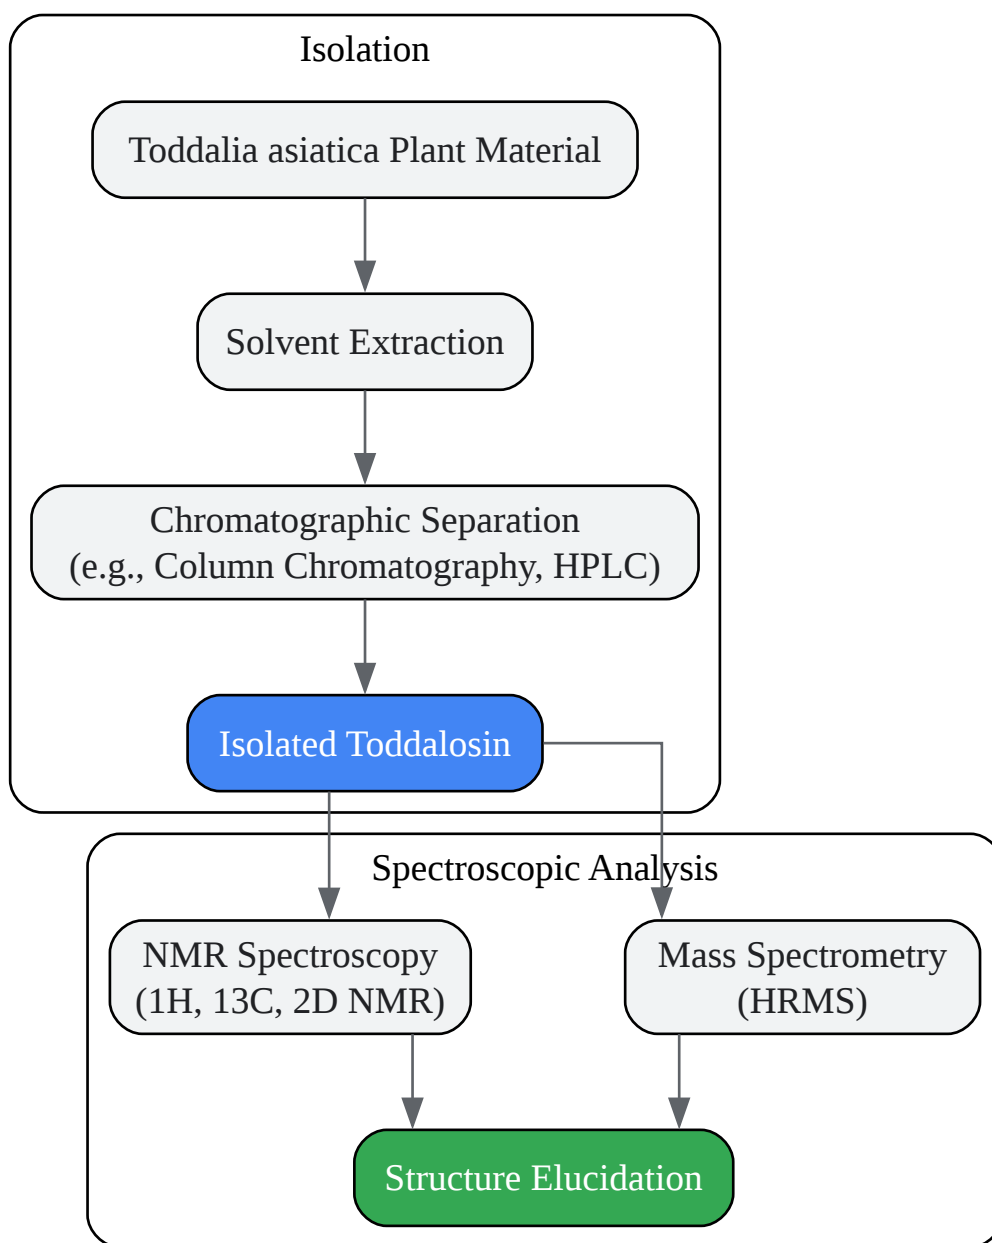 Isolation
Toddalia asiatica Plant Material
Solvent Extraction
Chromatographic Separation
(e.g., Column Chromatography, HPLC)
Isolated Toddalosin
Spectroscopic Analysis
NMR Spectroscopy
(1H, 13C, 2D NMR)
Mass Spectrometry
(HRMS)
Structure Elucidation